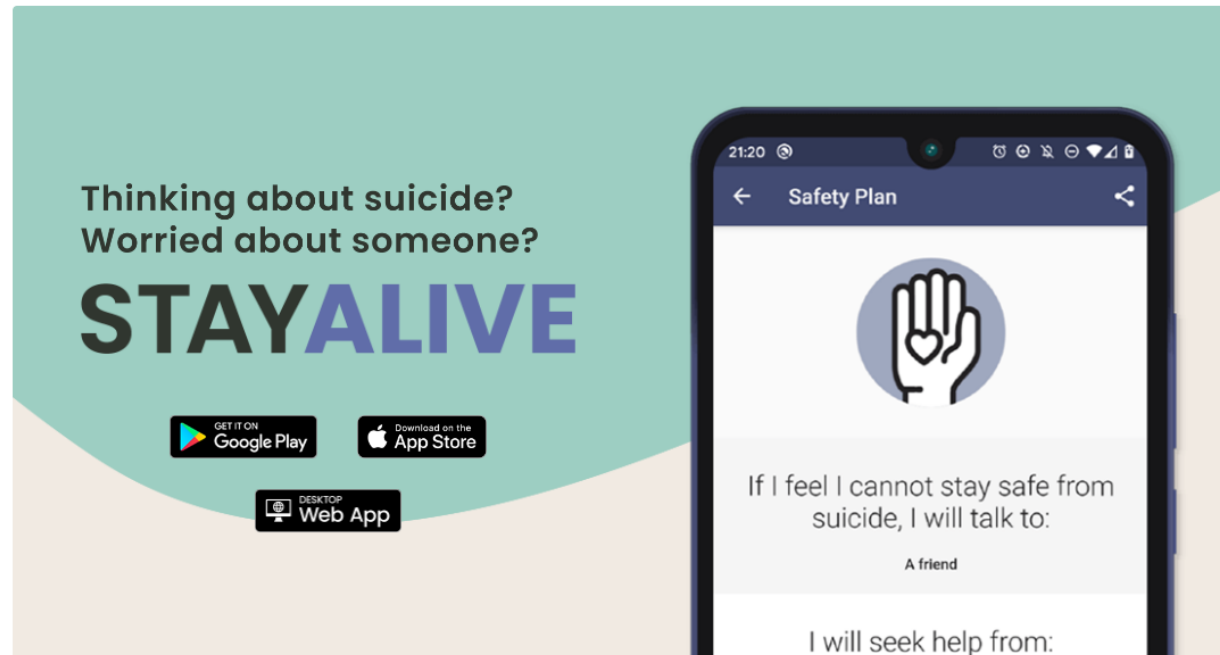 Thinking about suicide?
Worried about someone?
STAYALIVE
GET IT ON
Google Play
Download on the
App Store
DESKTOP
Web App
21:20
Safety Plan
If I feel I cannot stay safe from
suicide, I will talk to:
A friend
I will seek help from: